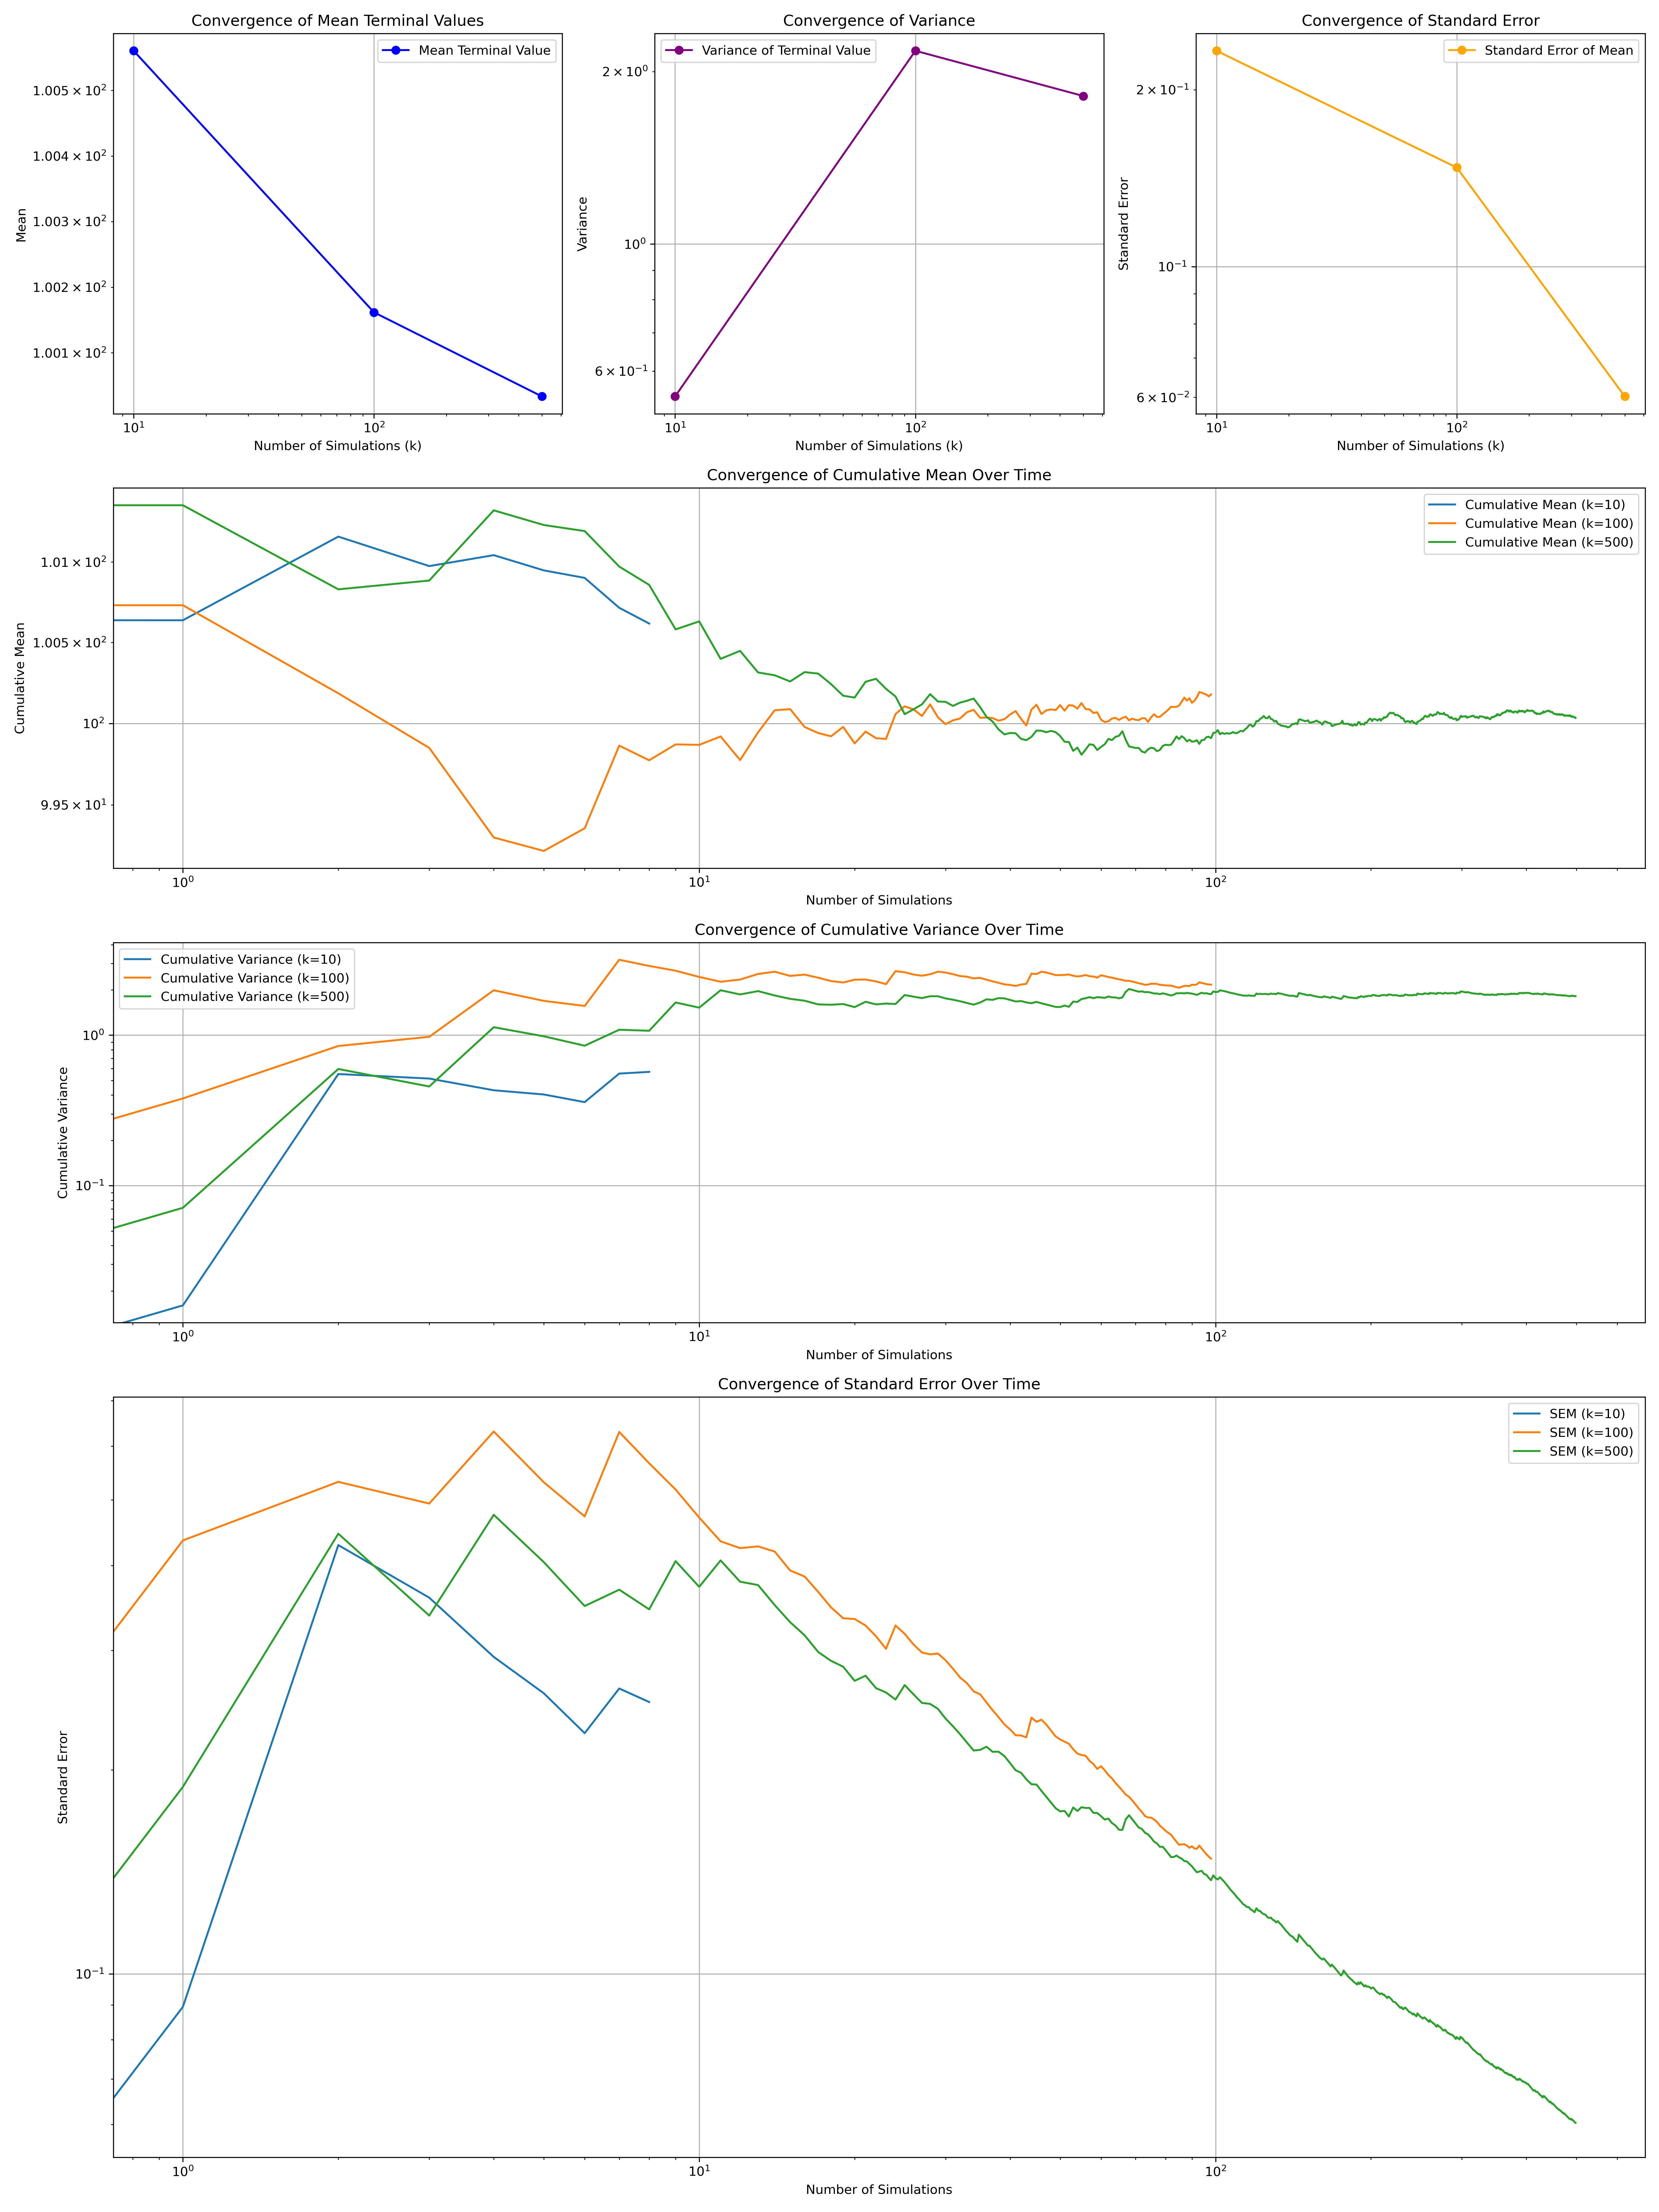 Convergence of Mean Terminal Values
Mean Terminal Value
1.005 × 10²
1.004 × 10²
1.003 × 10²
1.002 × 10²
1.001 × 10²
Mean
10¹ 10²
Number of Simulations (k)
Convergence of Variance
Variance of Terminal Value
2 × 10⁰
10⁰
6 × 10⁻¹
Variance
10¹ 10²
Number of Simulations (k)
Convergence of Standard Error
Standard Error of Mean
2 × 10⁻¹
10⁻¹
6 × 10⁻²
Standard Error
10¹ 10²
Number of Simulations (k)
Convergence of Cumulative Mean Over Time
Cumulative Mean (k=10)
Cumulative Mean (k=100)
Cumulative Mean (k=500)
1.01 × 10²
1.005 × 10²
10²
9.95 × 10¹
Cumulative Mean
10⁰ 10¹ 10²
Number of Simulations
Convergence of Cumulative Variance Over Time
Cumulative Variance (k=10)
Cumulative Variance (k=100)
Cumulative Variance (k=500)
10⁰
10⁻¹
Cumulative Variance
10⁰ 10¹ 10²
Number of Simulations
Convergence of Standard Error Over Time
SEM (k=10)
SEM (k=100)
SEM (k=500)
10⁻¹
Standard Error
10⁰ 10¹ 10²
Number of Simulations